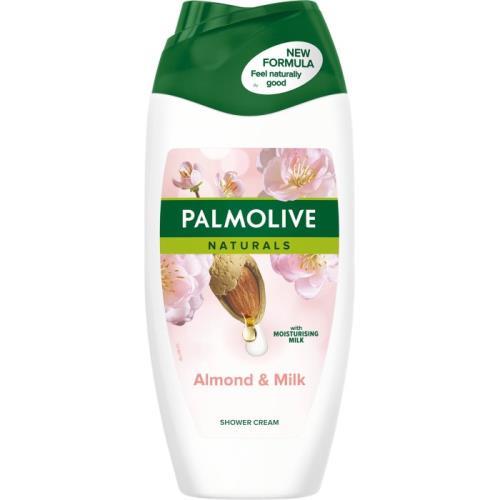 NEW
FORMULA
Feel naturally
good
PALMOLIVE
NATURALS
with
MOISTURISING
MILK
Almond & Milk
SHOWER CREAM